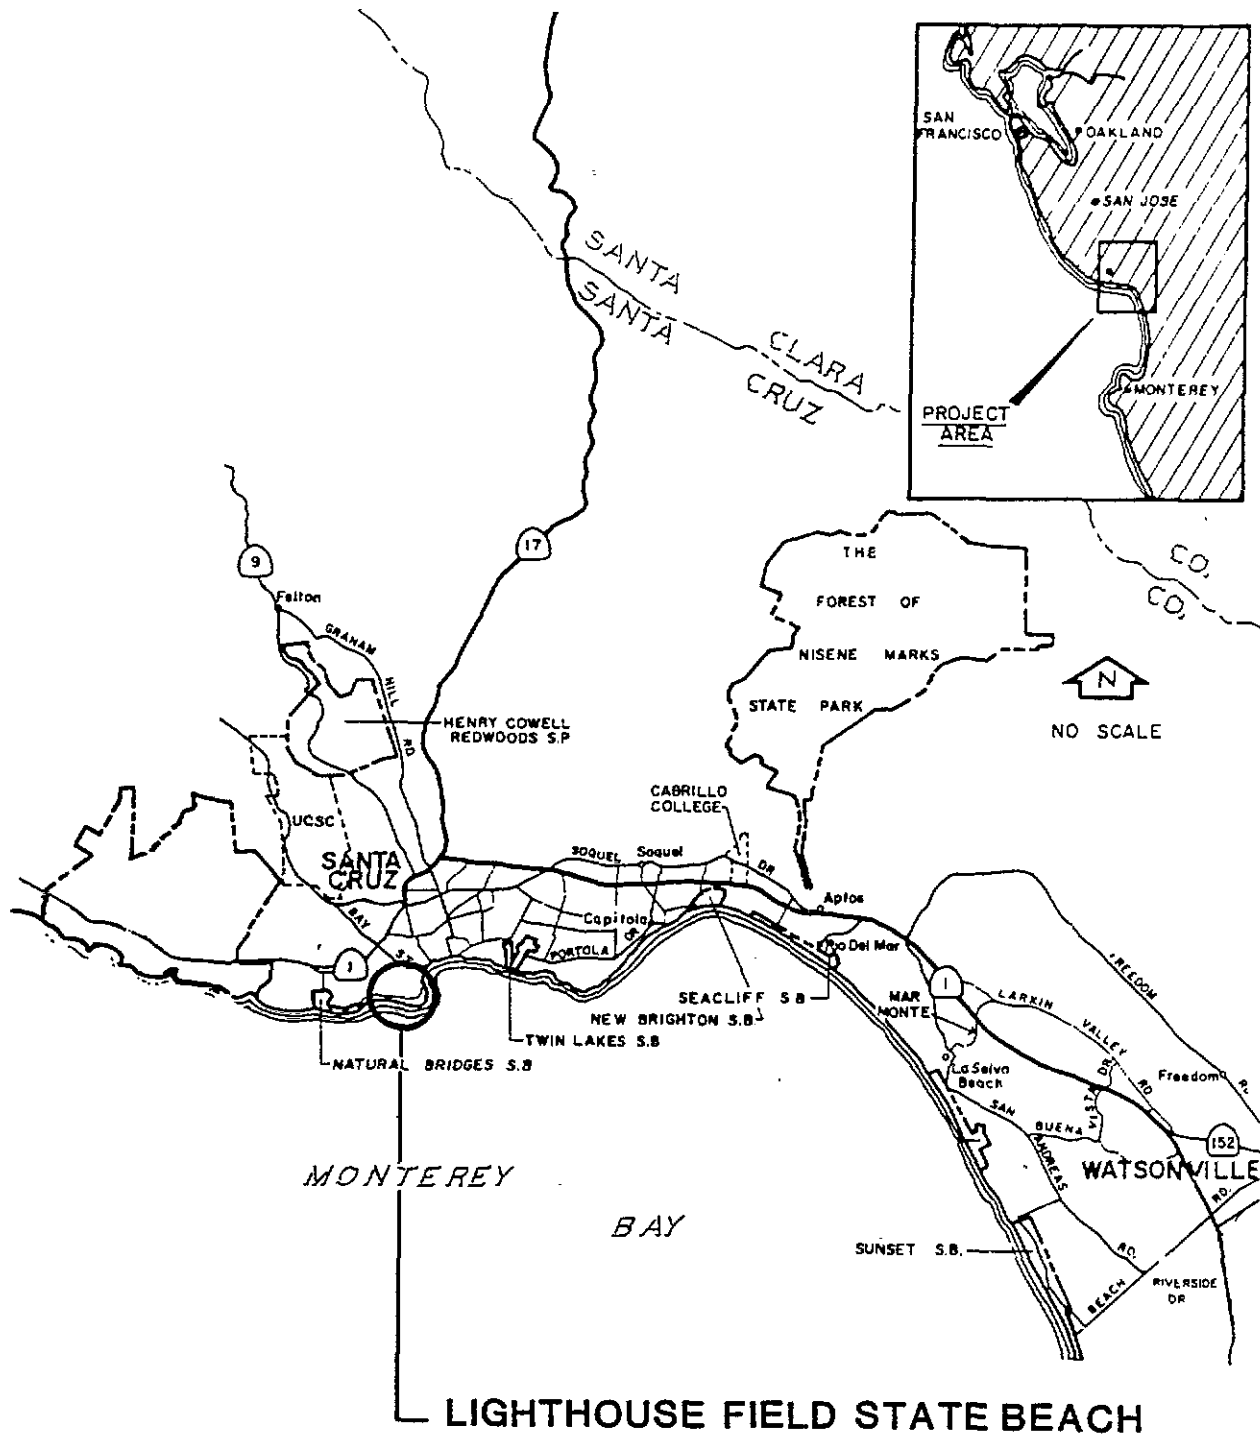 SAN
FRANCISCO
OAKLAND
SAN JOSE
MONTEREY
PROJECT
AREA
SANTA CLARA CO.
SANTA CRUZ CO.
17
9
Felton
GRAHAM HILL RD.
HENRY COWELL
REDWOODS S.P
THE
FOREST OF
NISENE MARKS
STATE PARK
N
NO SCALE
UCSC
SANTA
CRUZ
BAY ST.
CABRILLO
COLLEGE
SOQUEL DR
Soquel
Aptos
Capitola
PORTOLA
Rio Del Mar
1
1
SEACLIFF S.B
NEW BRIGHTON S.B.
TWIN LAKES S.B
NATURAL BRIDGES S.B
MAR
MONTE
LARKIN VALLEY RD
FREEDOM
La Selva
Beach
Freedom
SAN ANDREAS RD.
BUENA VISTA DR
152
WATSONVILLE
MONTEREY
BAY
SUNSET S.B.
BEACH RD.
RIVERSIDE
DR
LIGHTHOUSE FIELD STATE BEACH